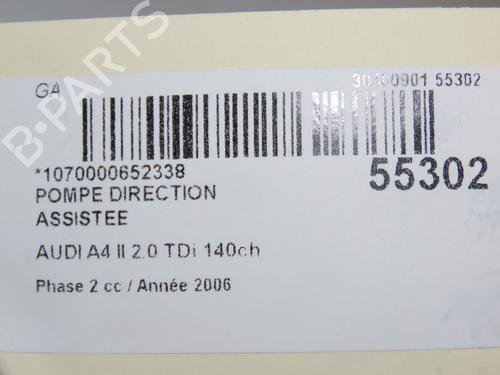 GA
30400901 55302
*1070000652338
55302
POMPE DIRECTION
ASSISTEE
AUDI A4 II 2.0 TDi 140ch
Phase 2 cc / Année 2006
B-PARTS